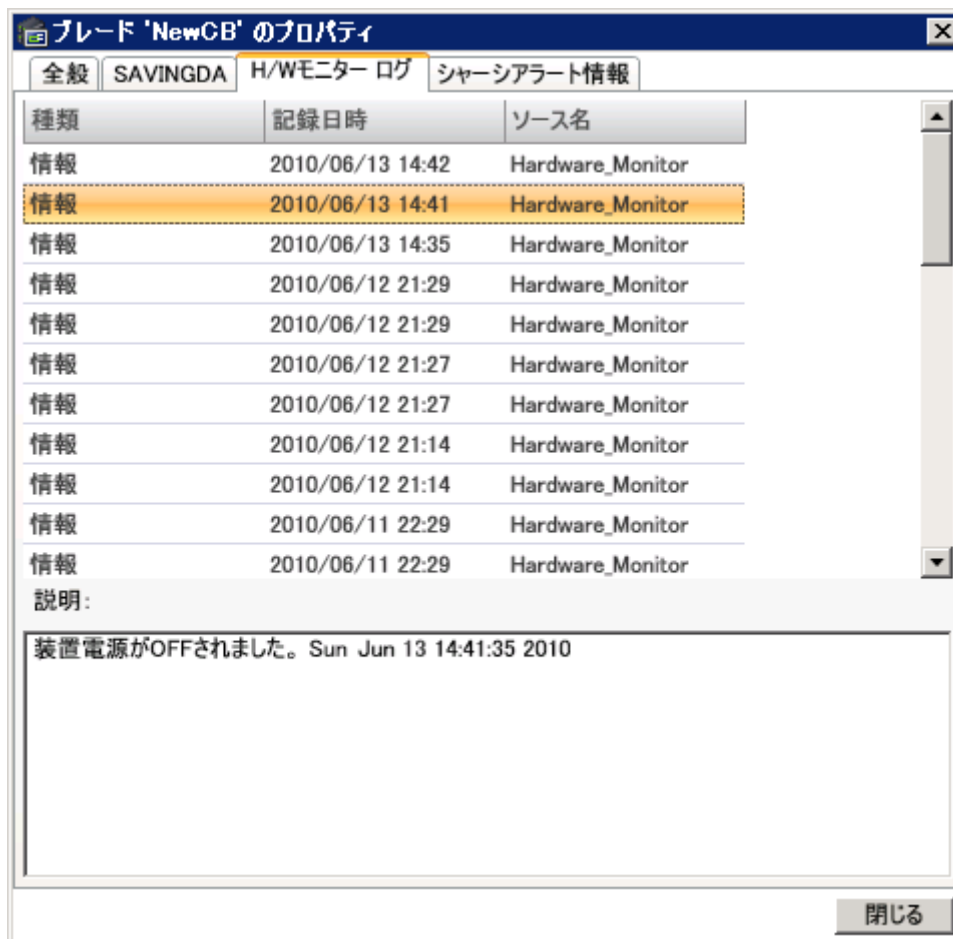 ブレード 'NewCB' のプロパティ
全般 SAVINGDA H/Wモニター ログ シャーシアラート情報
種類 記録日時 ソース名
情報 2010/06/13 14:42 Hardware_Monitor
情報 2010/06/13 14:41 Hardware_Monitor
情報 2010/06/13 14:35 Hardware_Monitor
情報 2010/06/12 21:29 Hardware_Monitor
情報 2010/06/12 21:29 Hardware_Monitor
情報 2010/06/12 21:27 Hardware_Monitor
情報 2010/06/12 21:27 Hardware_Monitor
情報 2010/06/12 21:14 Hardware_Monitor
情報 2010/06/12 21:14 Hardware_Monitor
情報 2010/06/11 22:29 Hardware_Monitor
情報 2010/06/11 22:29 Hardware_Monitor
説明:
装置電源がOFFされました。 Sun Jun 13 14:41:35 2010
閉じる